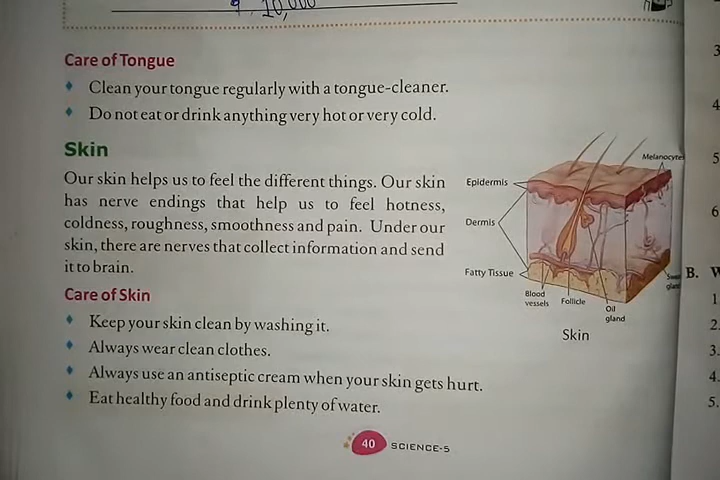 9. 10,000
Care of Tongue
Clean your tongue regularly with a tongue-cleaner.
Do not eat or drink anything very hot or very cold.
Skin
Our skin helps us to feel the different things. Our skin
has nerve endings that help us to feel hotness,
coldness, roughness, smoothness and pain. Under our
skin, there are nerves that collect information and send
it to brain.
Melanocyte
Epidermis
Dermis
Fatty Tissue
Blood
vessels
Follicle
Oil
gland
Skin
Care of Skin
Keep your skin clean by washing it.
Always wear clean clothes.
Always use an antiseptic cream when your skin gets hurt.
Eat healthy food and drink plenty of water.
40 SCIENCE-5
3
4
5
6
B. W
1
2.
3.
4.
5.